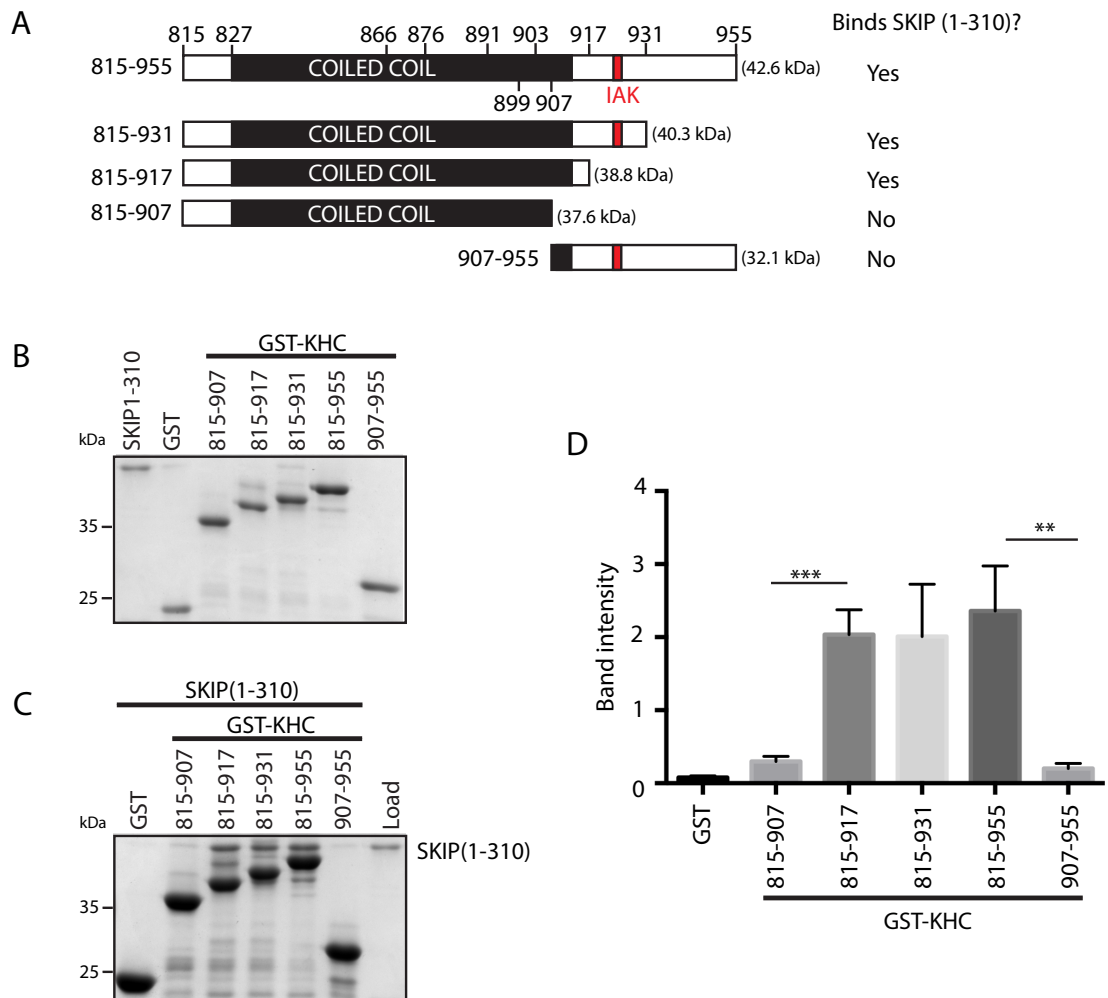 A
Binds SKIP (1-310)?
815 827 866 876 891 903 917 931 955
815-955 COILED COIL (42.6 kDa) Yes
899 907 IAK
815-931 COILED COIL (40.3 kDa) Yes
815-917 COILED COIL (38.8 kDa) Yes
815-907 COILED COIL (37.6 kDa) No
907-955 (32.1 kDa) No
B
GST-KHC
kDa SKIP1-310 GST 815-907 815-917 815-931 815-955 907-955
35
25
C
SKIP(1-310)
GST-KHC
kDa GST 815-907 815-917 815-931 815-955 907-955 Load
SKIP(1-310)
35
25
D
Band intensity
4
3
2
1
0
***
**
GST 815-907 815-917 815-931 815-955 907-955
GST-KHC